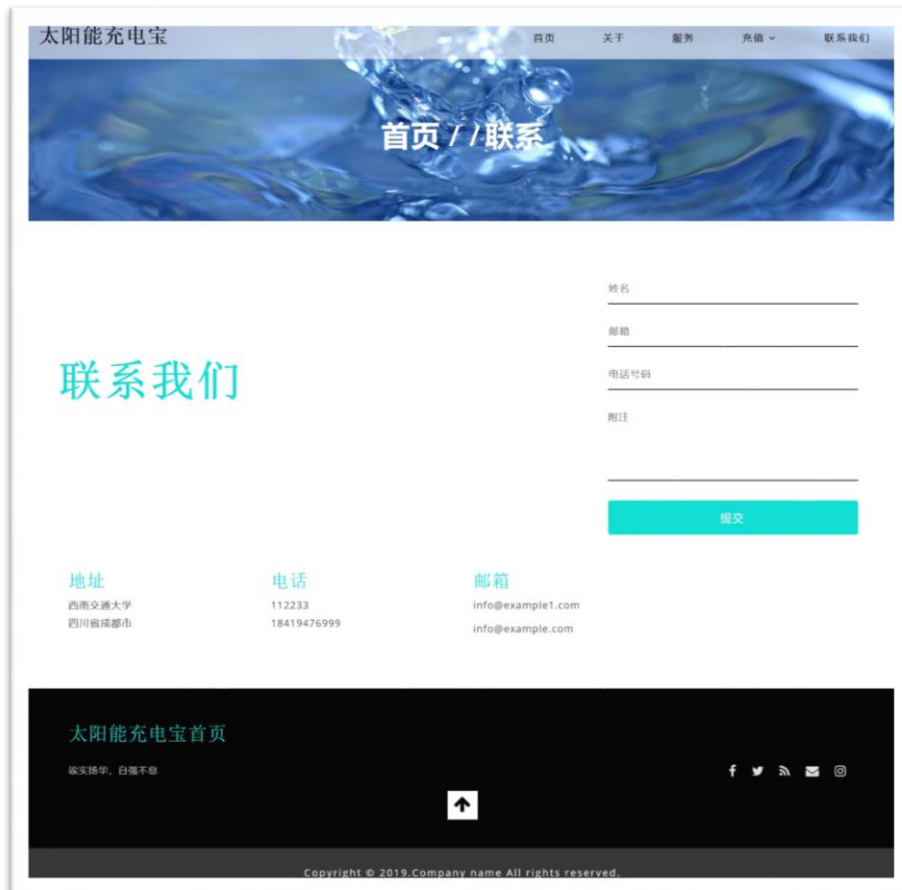 太阳能充电宝
首页 关于 服务 充值 联系我们
首页 / / 联系
姓名
邮箱
电话号码
联系我们
附注
提交
地址 电话 邮箱
西南交通大学 112233 info@example1.com
四川省成都市 18419476999
info@example.com
太阳能充电宝首页
竢实扬华，自强不息
Copyright © 2019.Company name All rights reserved.